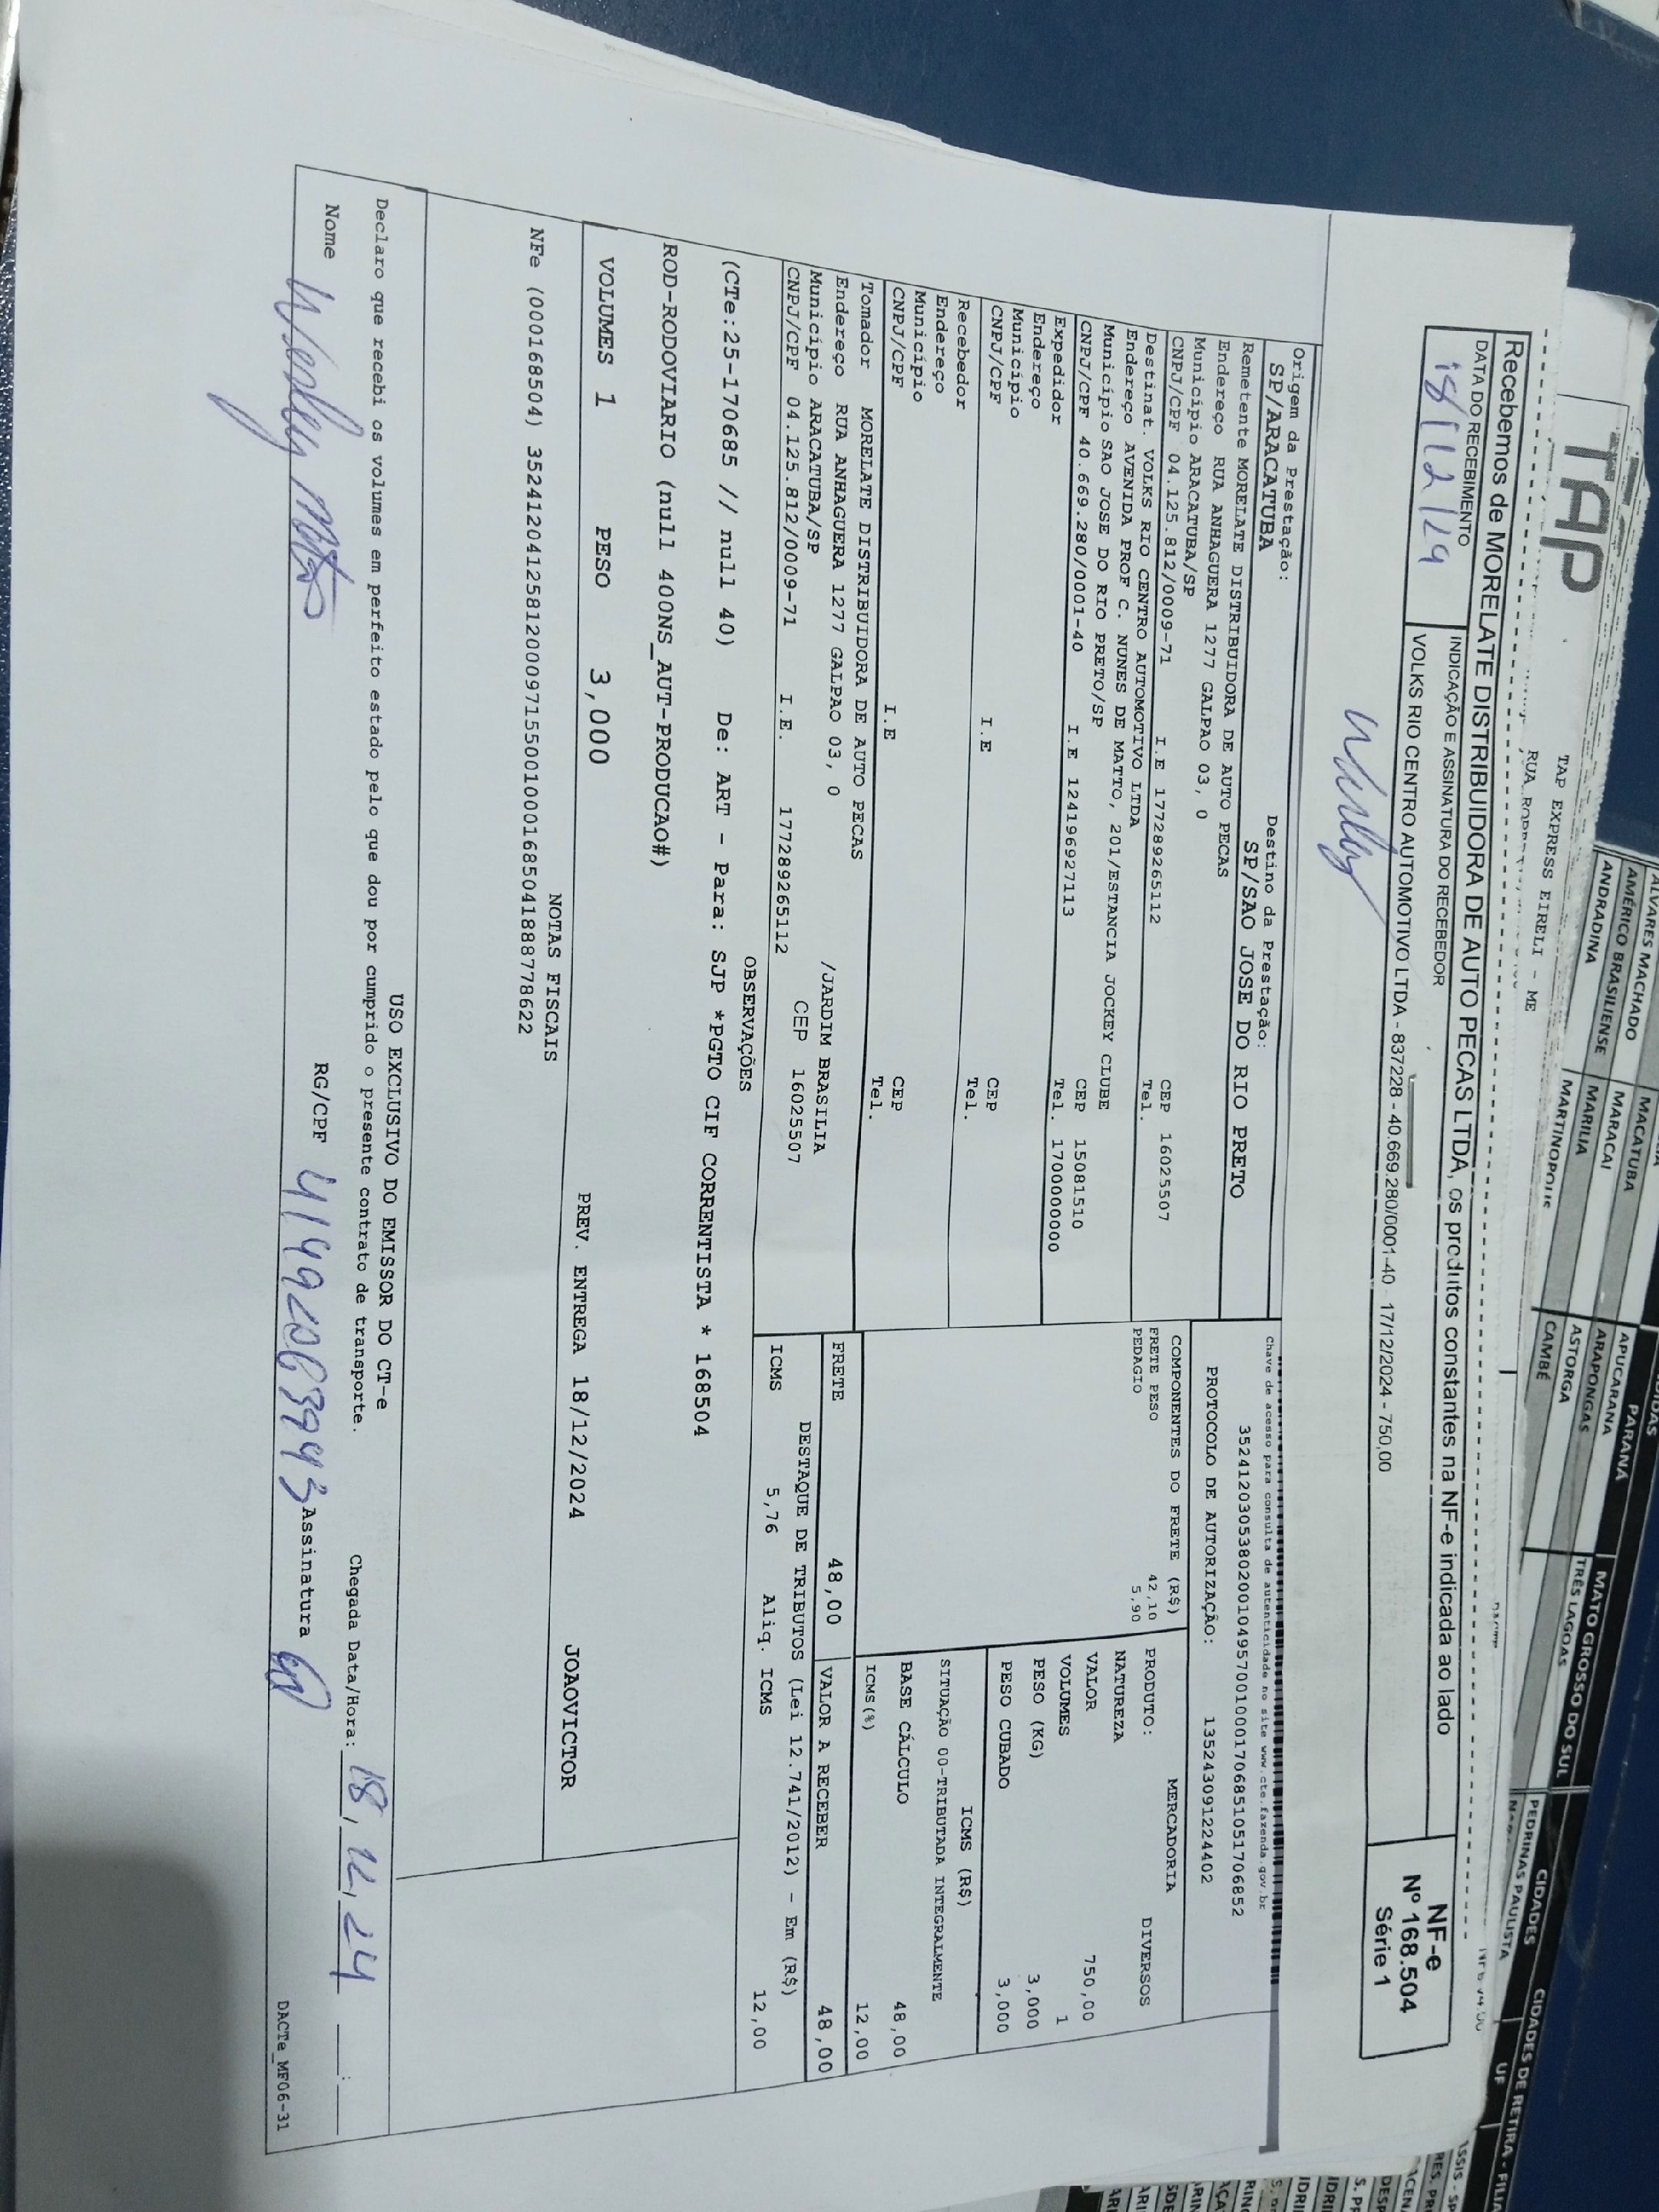 TAP
TAP EXPRESS EIRELI - ME
Recebemos de MORELATE DISTRIBUIDORA DE AUTO PECAS LTDA, os produtos constantes na NF-e indicada ao lado
DATA DO RECEBIMENTO
INDICAÇÃO E ASSINATURA DO RECEBEDOR
18/12/24
VOLKS RIO CENTRO AUTOMOTIVO LTDA - 837228 - 40.669.280/0001-40 - 17/12/2024 - 750,00
NF-e
Nº 168.504
Série 1
Origem da Prestação:
SP/ARACATUBA
Destino da Prestação:
SP/SAO JOSE DO RIO PRETO
Remetente MORELATE DISTRIBUIDORA DE AUTO PECAS
Endereço RUA ANHAGUERA 1277 GALPAO 03, 0
Município ARACATUBA/SP CEP 16025507
CNPJ/CPF 04.125.812/0009-71 I.E 177289265112 Tel.
Destinat. VOLKS RIO CENTRO AUTOMOTIVO LTDA
Endereço AVENIDA PROF C. NUNES DE MATTO, 201/ESTANCIA JOCKEY CLUBE
Município SAO JOSE DO RIO PRETO/SP CEP 15081510
CNPJ/CPF 40.669.280/0001-40 I.E 124196927113 Tel. 1700000000
Expedidor
Endereço
Município CEP
CNPJ/CPF I.E Tel.
Recebedor
Endereço
Município CEP
CNPJ/CPF I.E Tel.
Tomador MORELATE DISTRIBUIDORA DE AUTO PECAS
Endereço RUA ANHAGUERA 1277 GALPAO 03, 0 /JARDIM BRASILIA
Município ARACATUBA/SP CEP 16025507
CNPJ/CPF 04.125.812/0009-71 I.E. 177289265112
Chave de acesso para consulta de autenticidade no site www.cte.fazenda.gov.br
35241203053802001049570010001706851051706852
PROTOCOLO DE AUTORIZAÇÃO: 135243091224402
COMPONENTES DO FRETE (R$)
FRETE PESO 42,10
PEDAGIO 5,90
MERCADORIA
PRODUTO: DIVERSOS
NATUREZA
VALOR 750,00
VOLUMES 1
PESO (KG) 3,000
PESO CUBADO 3,000
ICMS (R$)
SITUAÇÃO 00-TRIBUTADA INTEGRALMENTE
BASE CÁLCULO 48,00
ICMS(%) 12,00
FRETE 48,00 VALOR A RECEBER 48,00
DESTAQUE DE TRIBUTOS (Lei 12.741/2012) - Em (R$)
ICMS 5,76 Aliq. ICMS 12,00
OBSERVAÇÕES
(CTe:25-170685 // null 40) De: ART - Para: SJP *PGTO CIF CORRENTISTA * 168504
ROD-RODOVIARIO (null 400NS_AUT-PRODUCAO#)
VOLUMES 1 PESO 3,000 PREV. ENTREGA 18/12/2024 JOAOVICTOR
NOTAS FISCAIS
NFe (000168504) 35241204125812000971550010001685041888778622
USO EXCLUSIVO DO EMISSOR DO CT-e
Declaro que recebi os volumes em perfeito estado pelo que dou por cumprido o presente contrato de transporte.
Chegada Data/Hora: 18, 12, 24 __:__
Nome RG/CPF Assinatura
DACTe_MF06-31
ALVARES MACHADO
AMÉRICO BRASILIENSE
ANDRADINA
MACATUBA
MARACAI
MARILIA
MARTINOPOLIS
PARANÁ
APUCARANA
ARAPONGAS
ASTORGA
CAMBÉ
MATO GROSSO DO SUL
TRÊS LAGOAS
CIDADES
PEDRINAS PAULISTA
CIDADES DE RETIRA - FILIA
UF